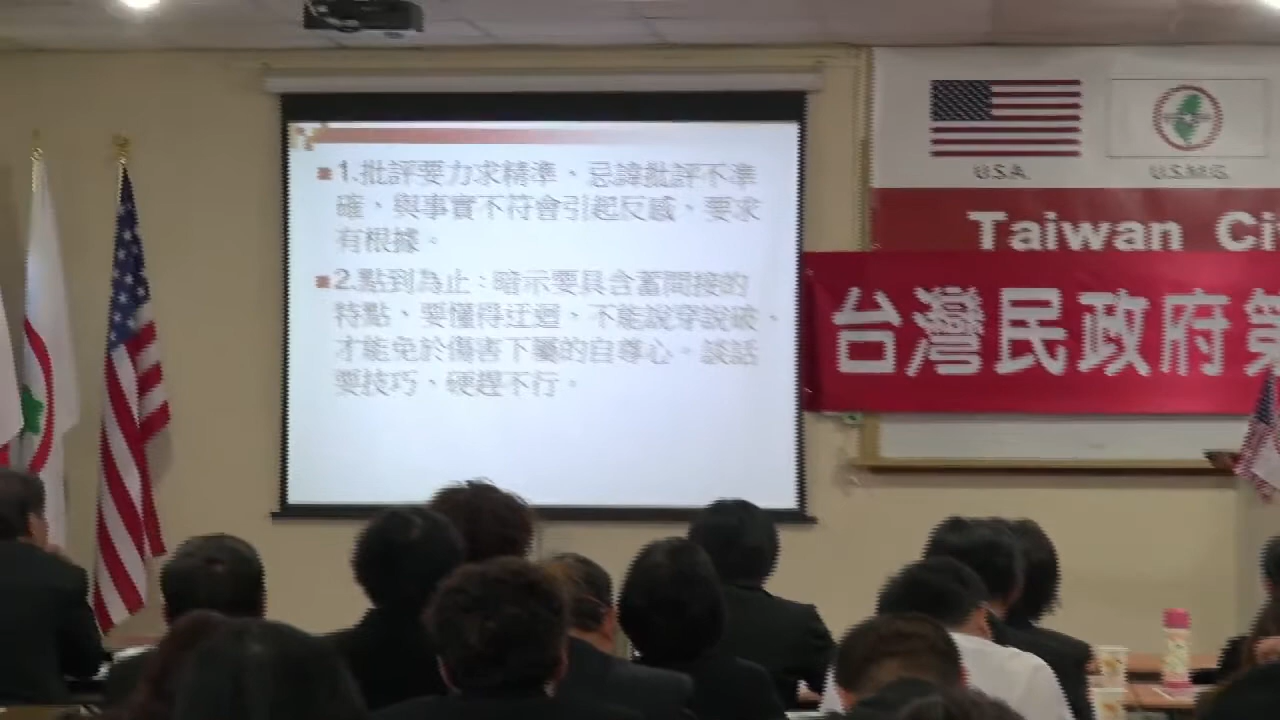 1.批評要力求精準、忌諱批評不準
確，與事實不符會引起反感，要求
有根據。
2.點到為止：暗示要具含蓄間接的
特點，要懂得迂迴，不能說穿說破，
才能免於傷害下屬的自尊心，談話
要技巧，硬趕不行。
U.S.A.
U.S.M.G.
Taiwan Ci
台灣民政府第